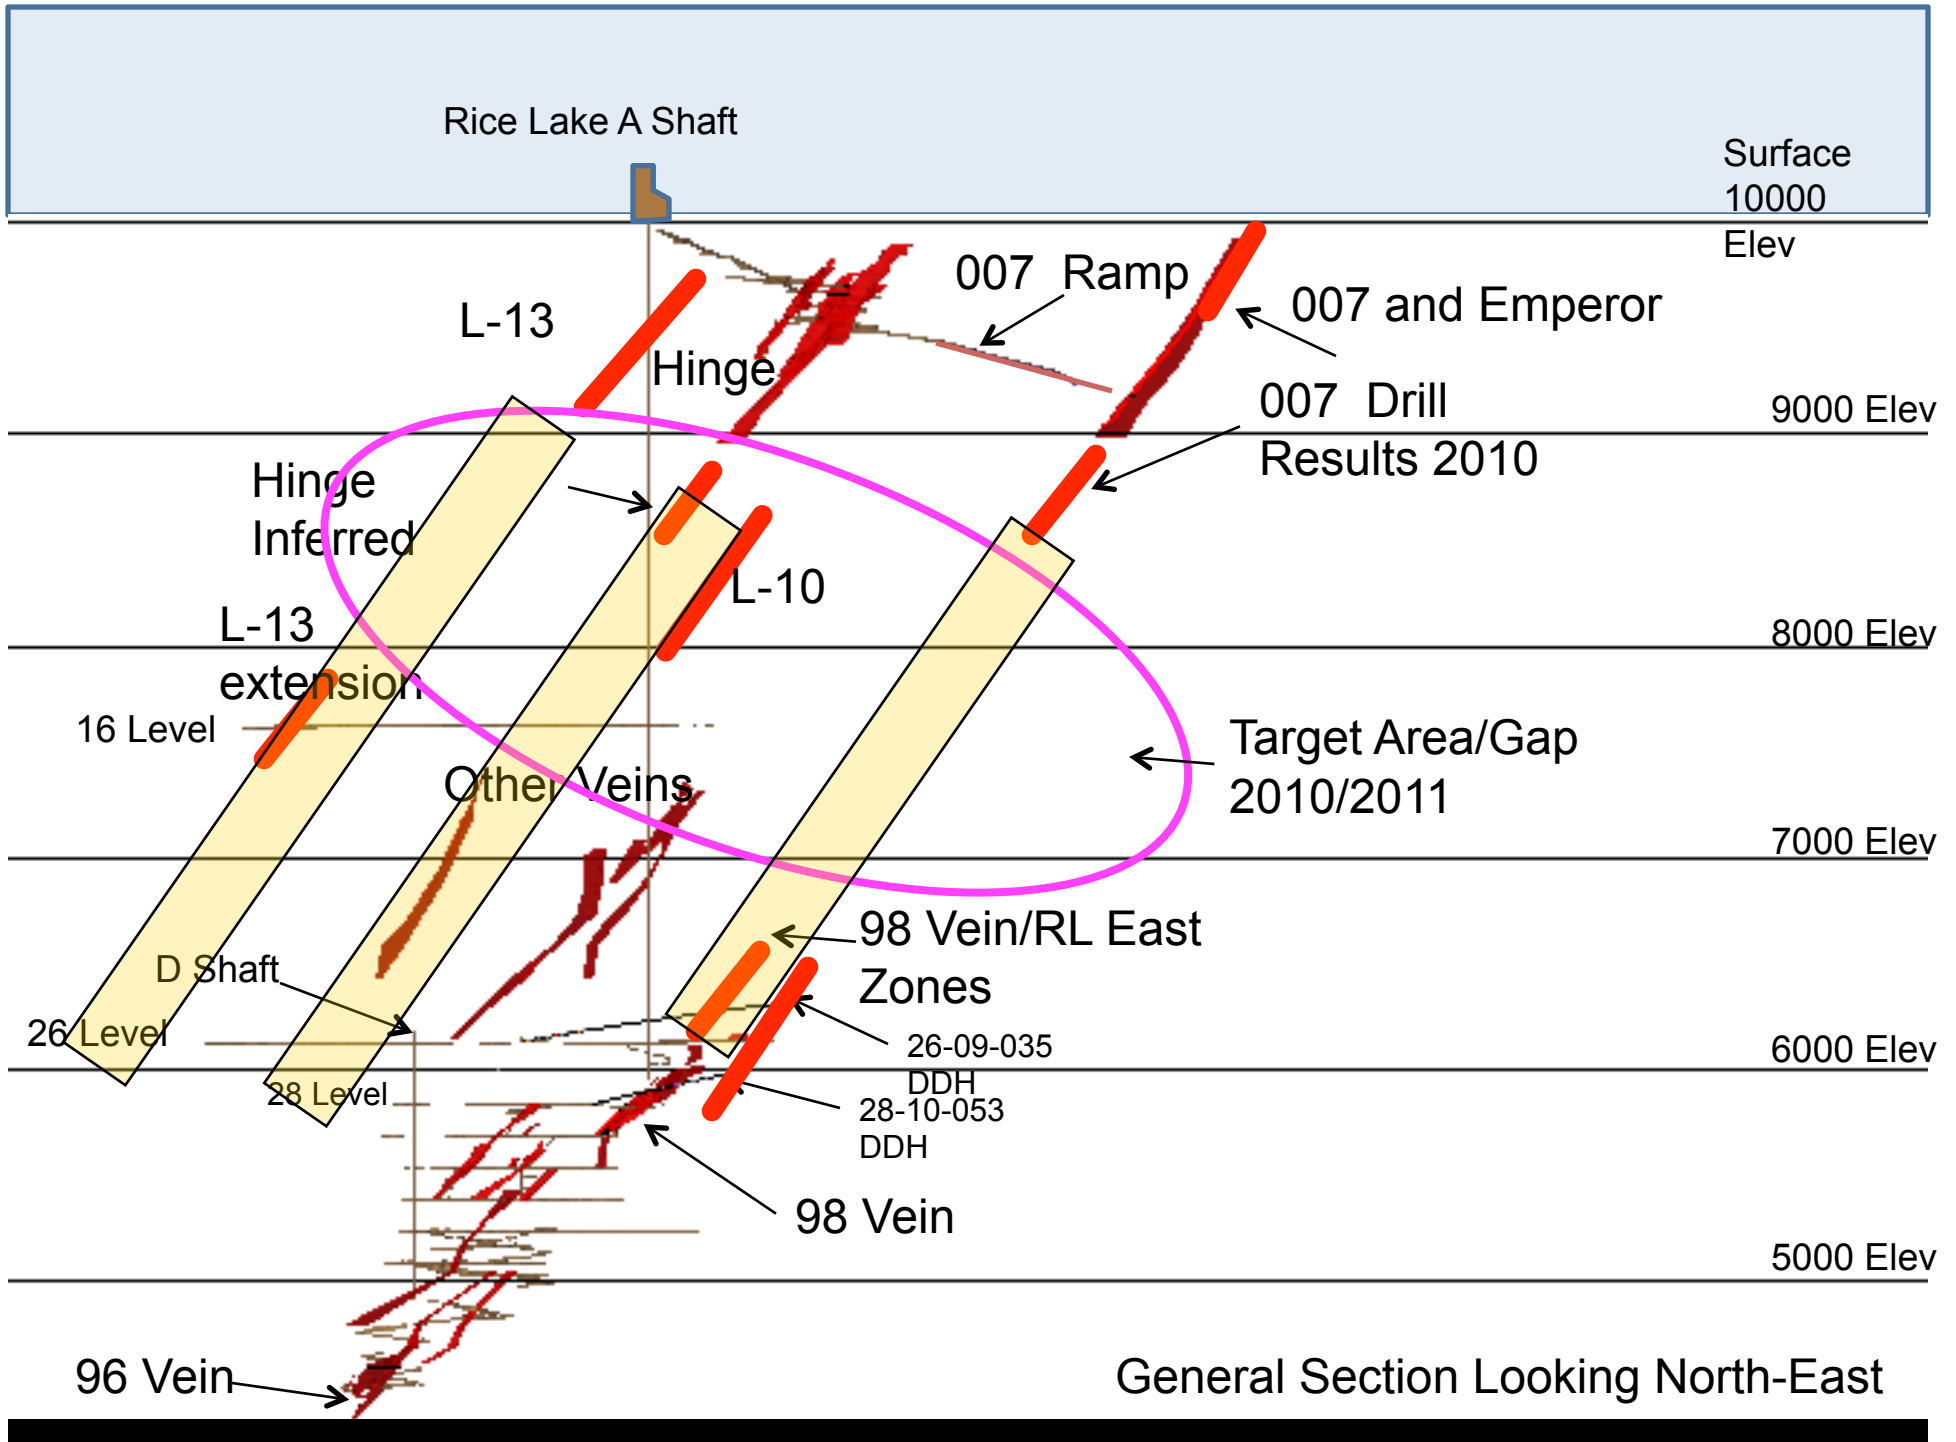 Rice Lake A Shaft
Surface
10000
Elev
007  Ramp
007 and Emperor
L-13
Hinge
007  Drill
Results 2010
9000 Elev
Hinge
Inferred
L-10
L-13
extension
8000 Elev
16 Level
Target Area/Gap
2010/2011
Other Veins
7000 Elev
98 Vein/RL East
Zones
D Shaft
26 Level
26-09-035
DDH
6000 Elev
28 Level
28-10-053
DDH
98 Vein
5000 Elev
96 Vein
General Section Looking North-East